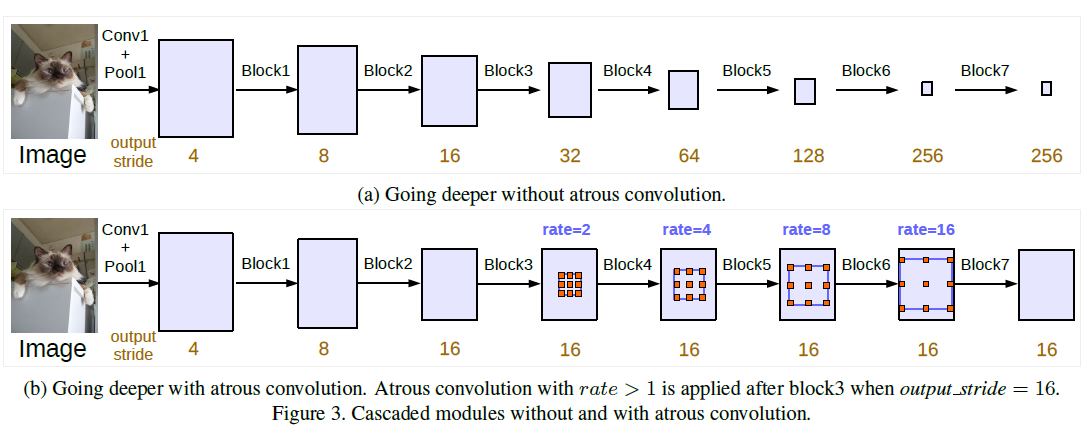 Conv1
+
Pool1
Block1
Block2
Block3
Block4
Block5
Block6
Block7
Image
output
stride
4
8
16
32
64
128
256
256
(a) Going deeper without atrous convolution.
rate=2
rate=4
rate=8
rate=16
Conv1
+
Pool1
Block1
Block2
Block3
Block4
Block5
Block6
Block7
Image
output
stride
4
8
16
16
16
16
16
16
(b) Going deeper with atrous convolution. Atrous convolution with rate > 1 is applied after block3 when output_stride = 16.
Figure 3. Cascaded modules without and with atrous convolution.